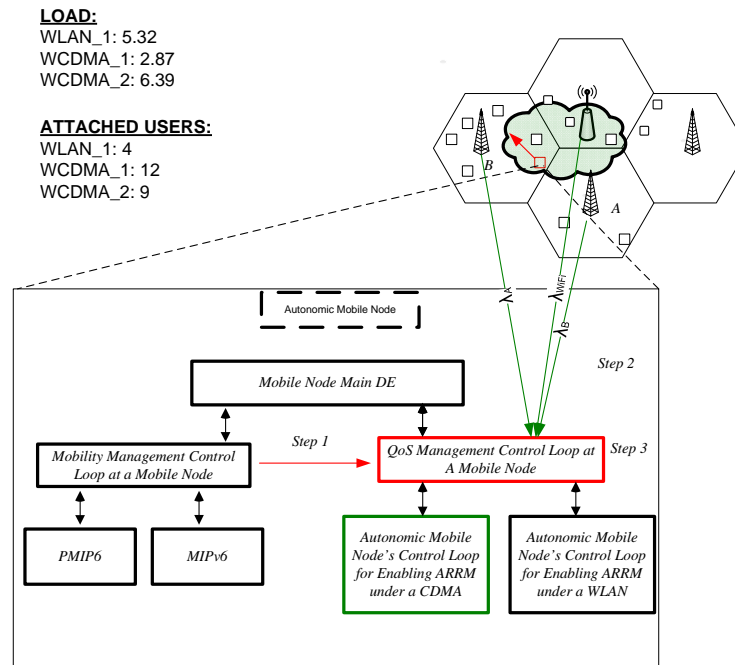 LOAD:
WLAN_1: 5.32
WCDMA_1: 2.87
WCDMA_2: 6.39
ATTACHED USERS:
WLAN_1: 4
WCDMA_1: 12
WCDMA_2: 9
B
A
λA
λWiFi
λB
Autonomic Mobile Node
Step 2
Mobile Node Main DE
Step 1
Mobility Management Control
Loop at a Mobile Node
QoS Management Control Loop at
A Mobile Node
Step 3
PMIP6
MIPv6
Autonomic Mobile
Node's Control Loop
for Enabling ARRM
under a CDMA
Autonomic Mobile
Node's Control Loop
for Enabling ARRM
under a WLAN